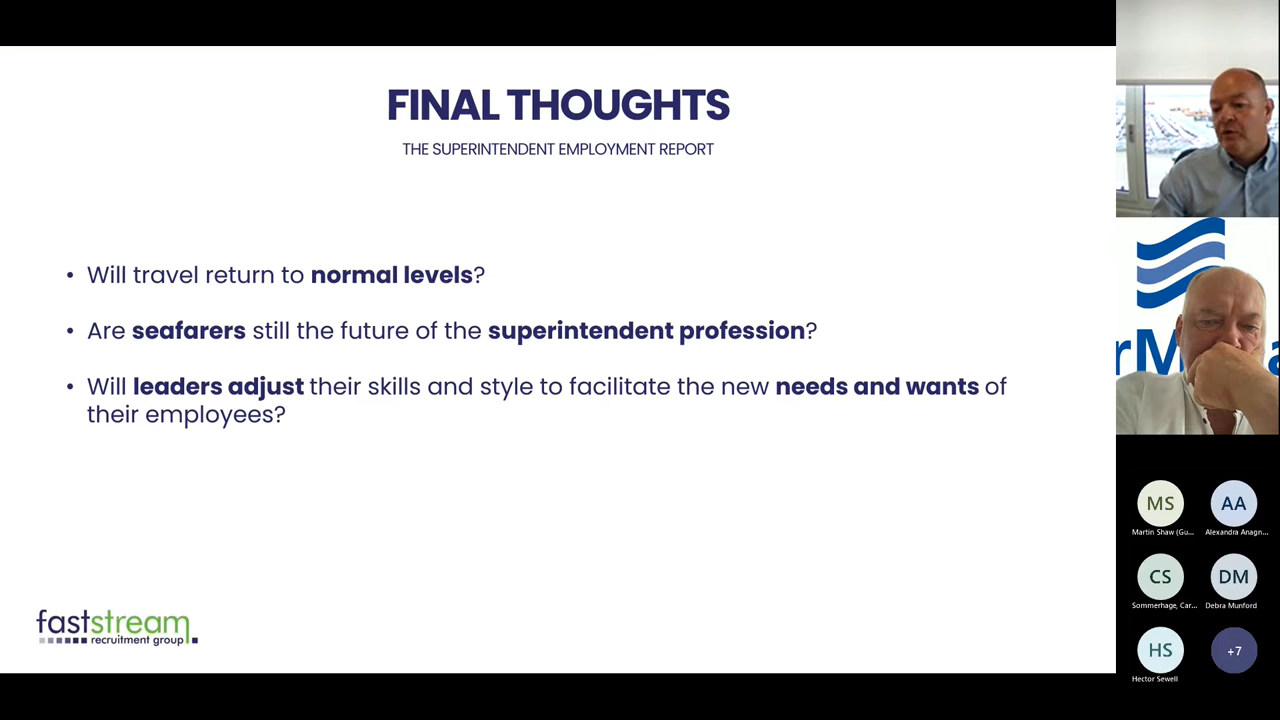 FINAL THOUGHTS
THE SUPERINTENDENT EMPLOYMENT REPORT
• Will travel return to normal levels?
• Are seafarers still the future of the superintendent profession?
• Will leaders adjust their skills and style to facilitate the new needs and wants of
their employees?
faststream
recruitment group
MS
AA
Martin Shaw (Gu...
Alexandra Anagn...
CS
DM
Sommerhage, Car...
Debra Munford
HS
+7
Hector Sewell